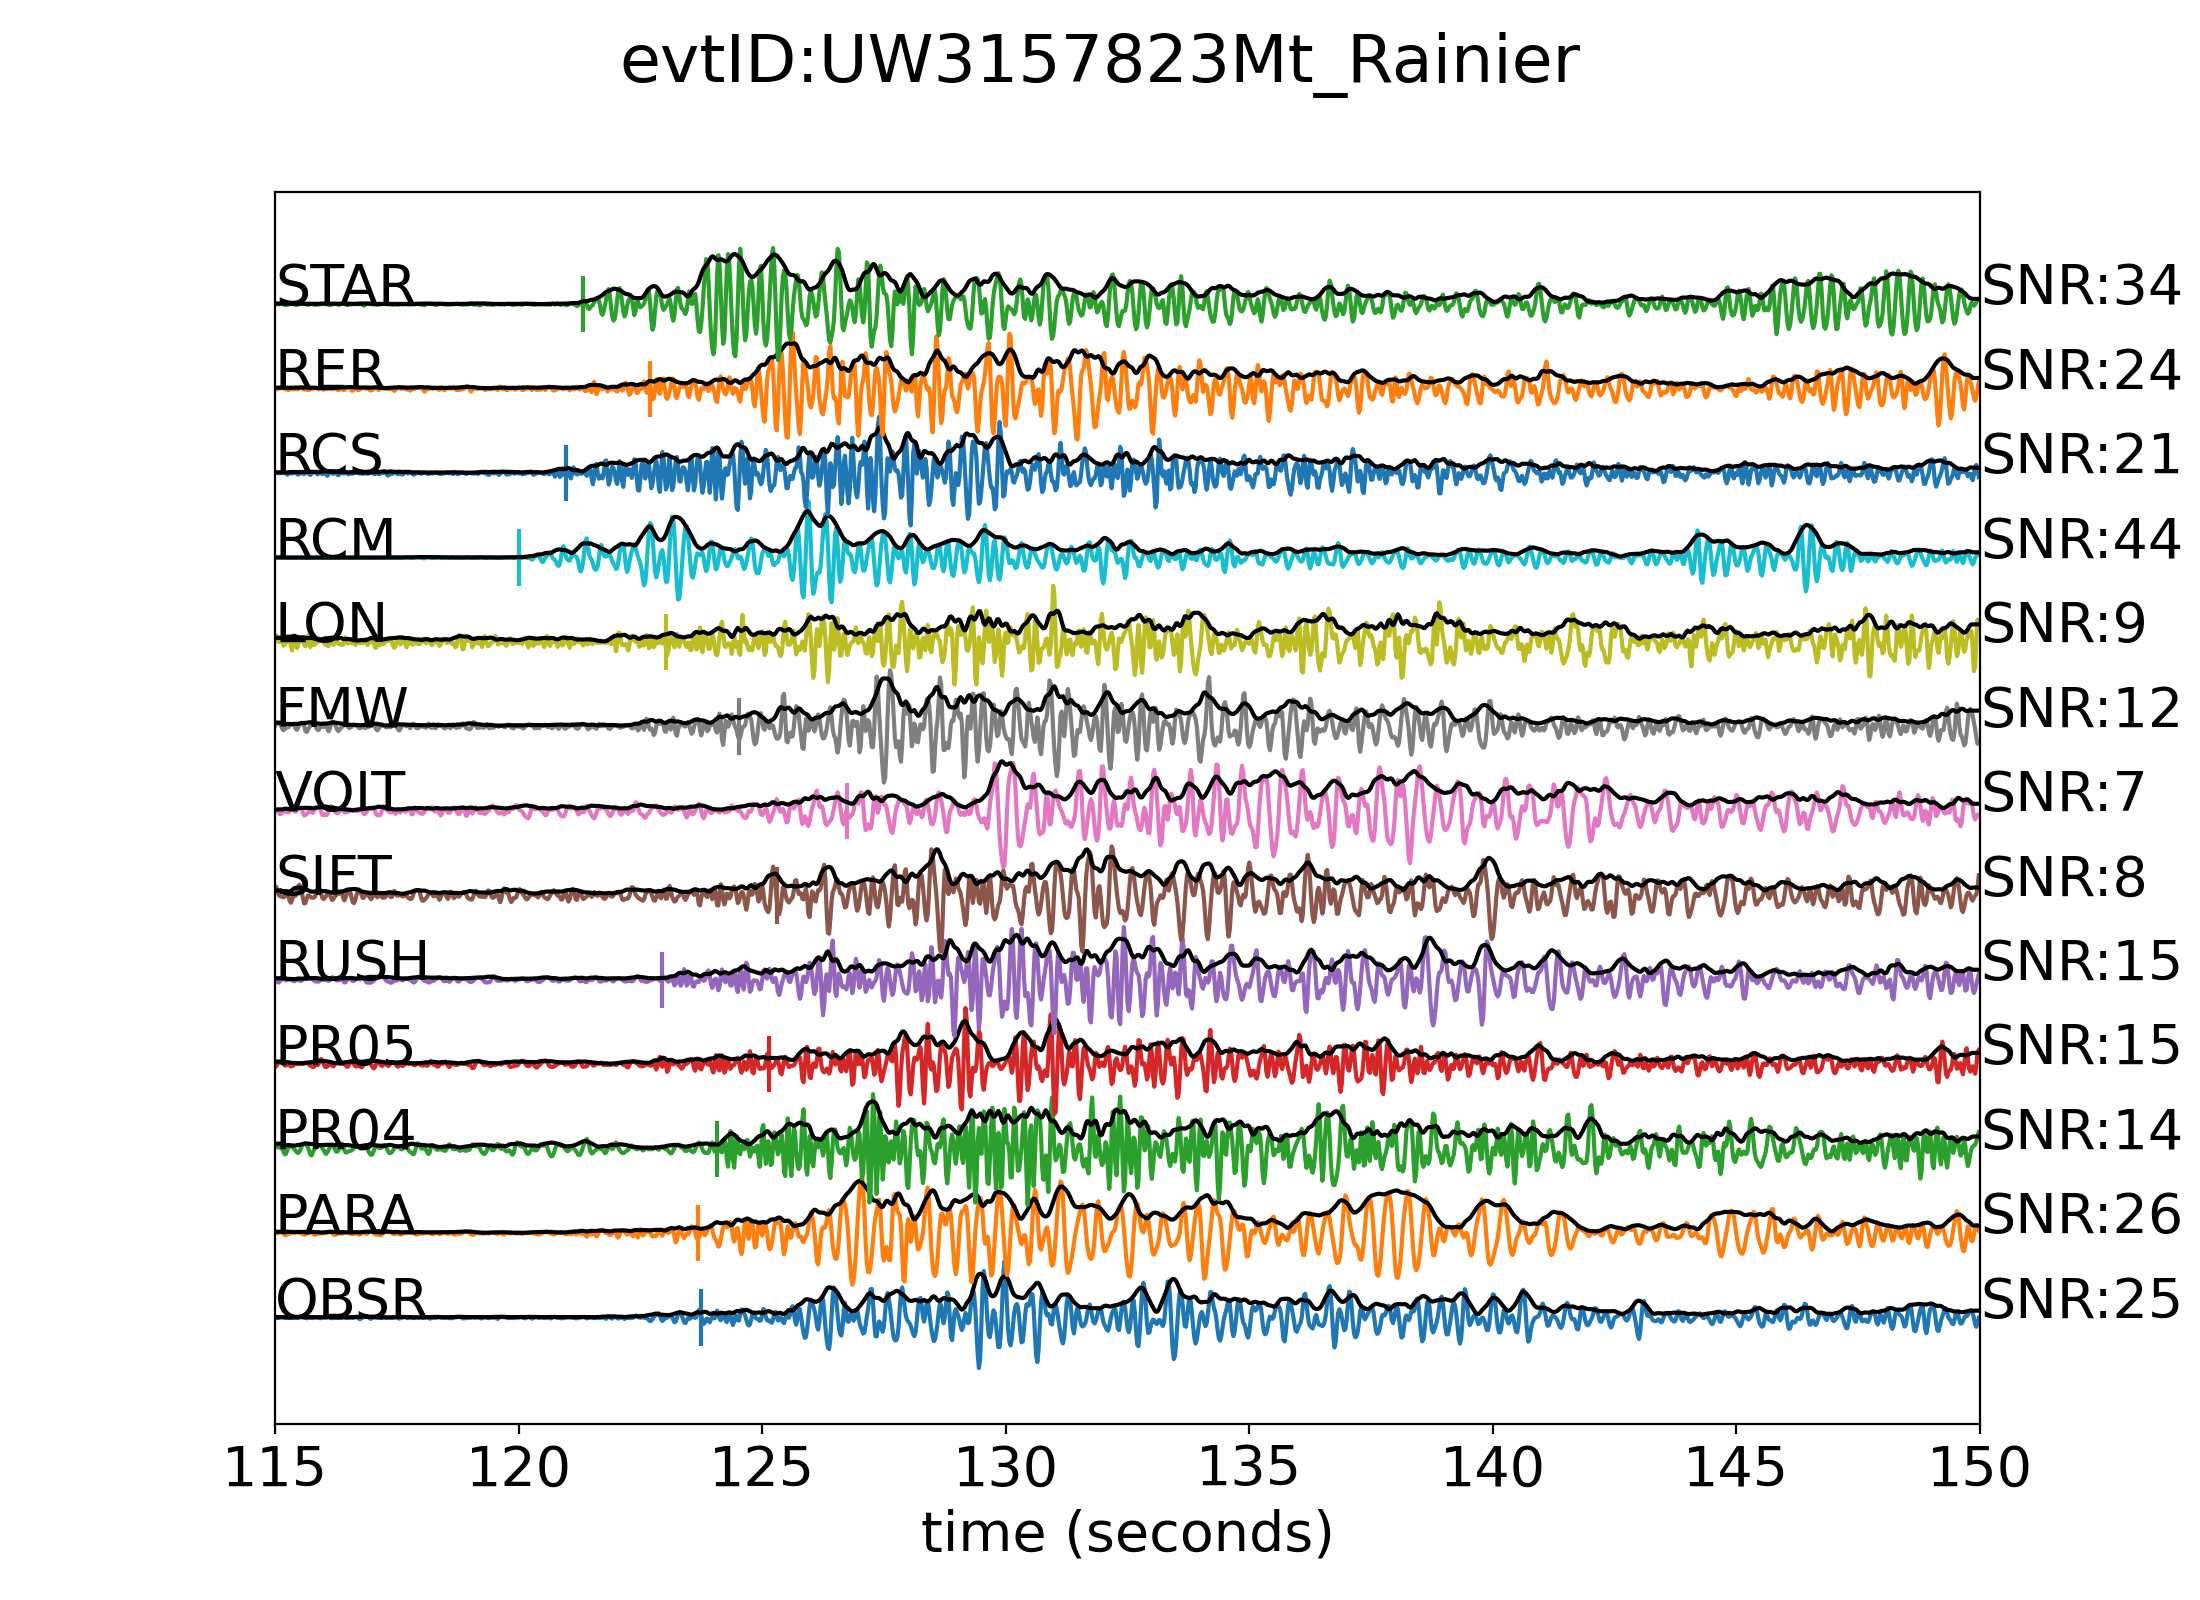 evtID:UW3157823Mt_Rainier
STAR SNR:34
RER SNR:24
RCS SNR:21
RCM SNR:44
LON SNR:9
FMW SNR:12
VOIT SNR:7
SIFT SNR:8
RUSH SNR:15
PR05 SNR:15
PR04 SNR:14
PARA SNR:26
OBSR SNR:25
115 120 125 130 135 140 145 150
time (seconds)